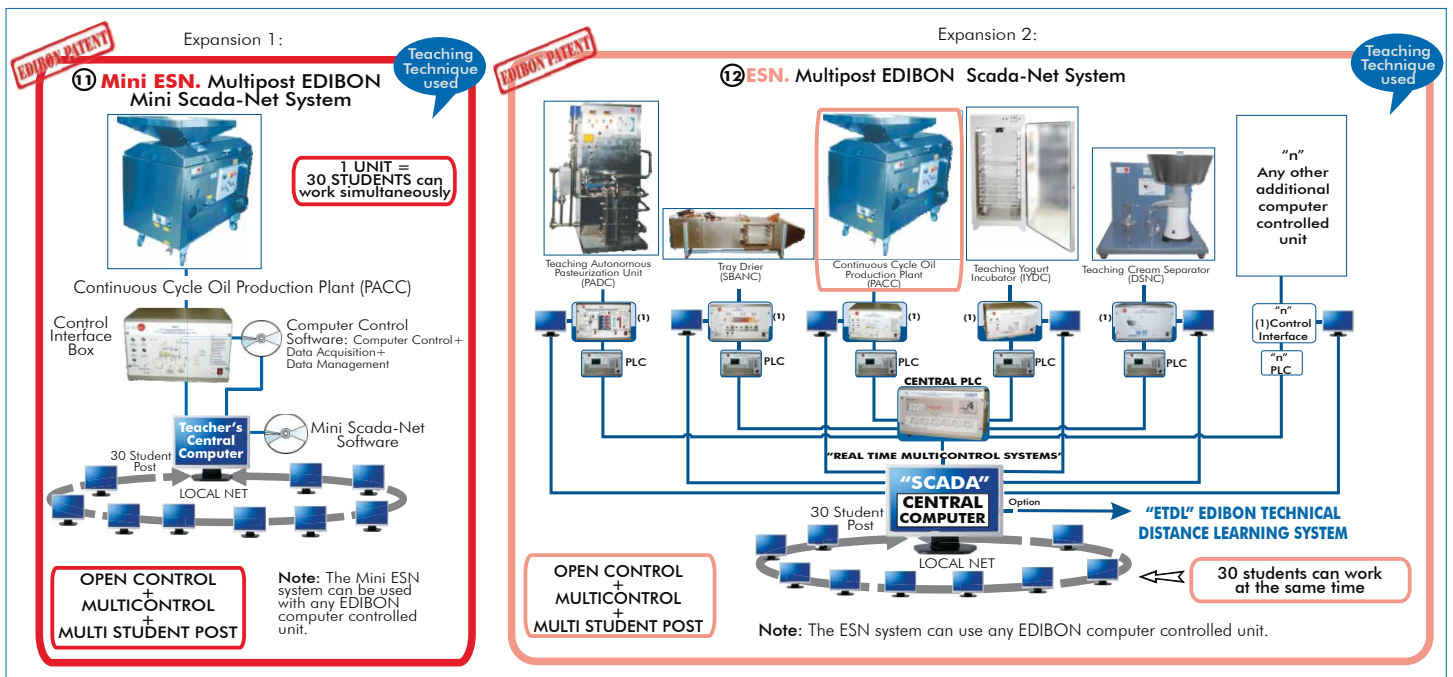 Expansion 1:
EDIBON PATENT
Teaching
Technique
used
11 Mini ESN. Multipost EDIBON
Mini Scada-Net System
1 UNIT =
30 STUDENTS can
work simultaneously
Continuous Cycle Oil Production Plant (PACC)
Control
Interface
Box
Computer Control
Software: Computer Control+
Data Acquisition+
Data Management
Teacher's
Central
Computer
Mini Scada-Net
Software
30 Student
Post
LOCAL NET
OPEN CONTROL
+
MULTICONTROL
+
MULTI STUDENT POST
Note: The Mini ESN
system can be used
with any EDIBON
computer controlled
unit.
Expansion 2:
EDIBON PATENT
Teaching
Technique
used
12 ESN. Multipost EDIBON Scada-Net System
Teaching Autonomous
Pasteurization Unit
(PADC)
Tray Drier
(SBANC)
Continuous Cycle Oil
Production Plant
(PACC)
Teaching Yogurt
Incubator (IYDC)
Teaching Cream Separator
(DSNC)
"n"
Any other
additional
computer
controlled
unit
(1)
(1)
(1)
(1)
(1)
"n"
(1)Control
Interface
PLC
PLC
PLC
PLC
PLC
"n"
PLC
CENTRAL PLC
"REAL TIME MULTICONTROL SYSTEMS"
"SCADA"
CENTRAL
COMPUTER
Option
"ETDL" EDIBON TECHNICAL
DISTANCE LEARNING SYSTEM
30 Student
Post
LOCAL NET
30 students can work
at the same time
OPEN CONTROL
+
MULTICONTROL
+
MULTI STUDENT POST
Note: The ESN system can use any EDIBON computer controlled unit.